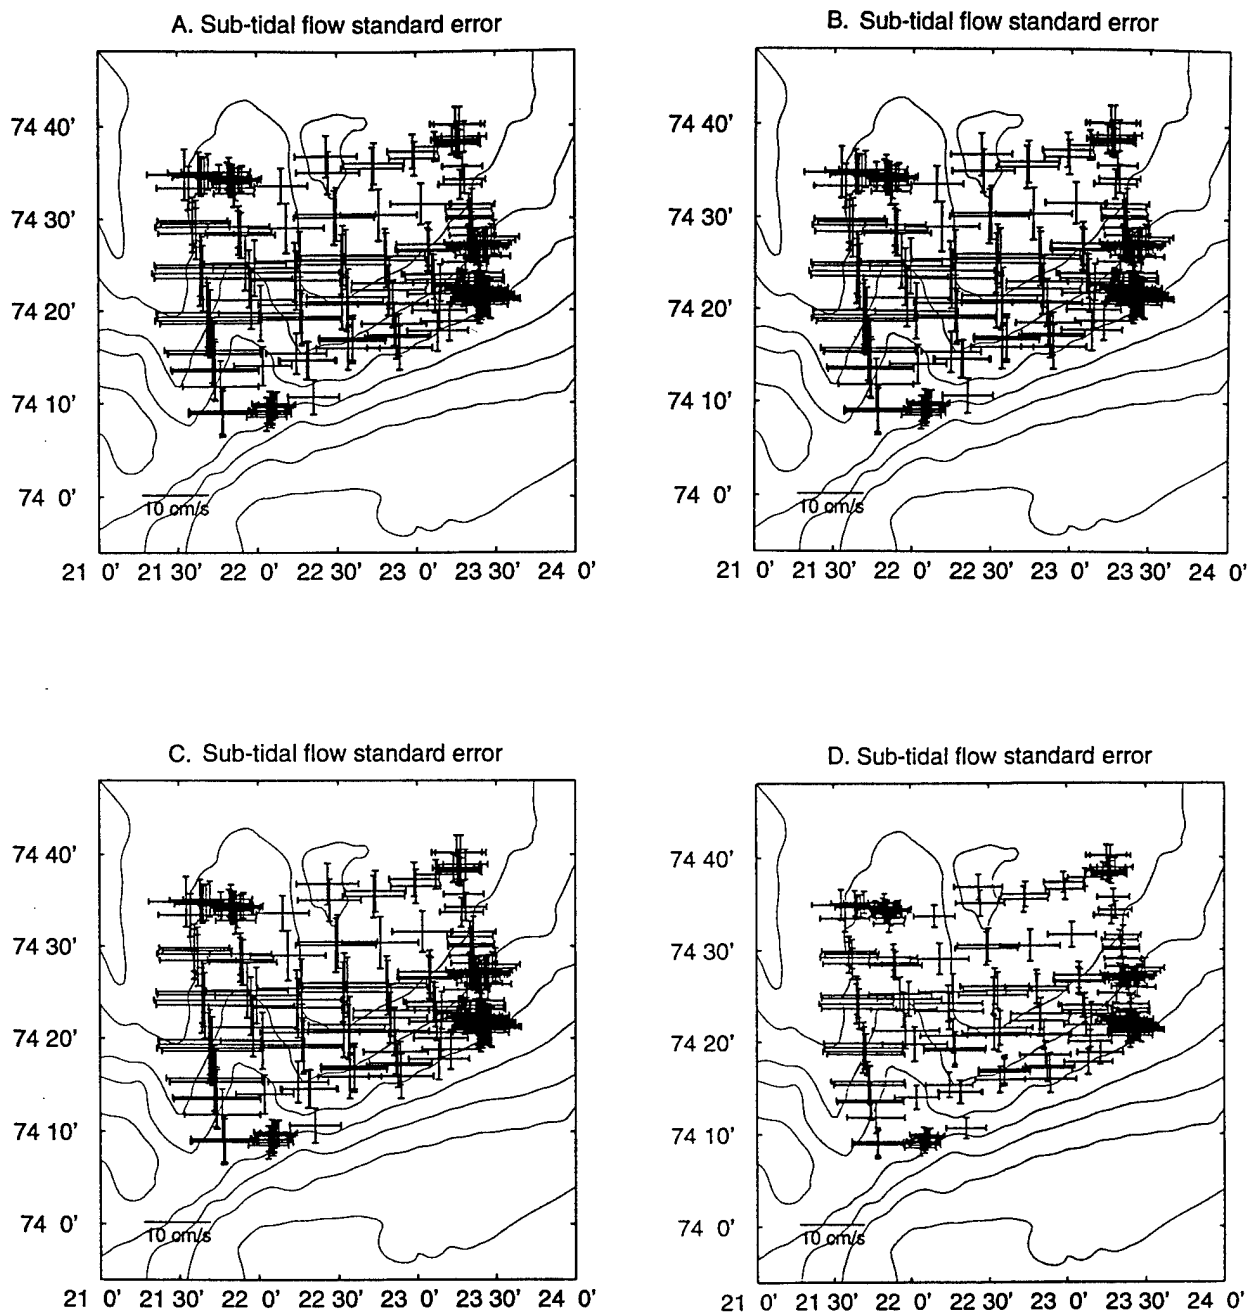 A. Sub-tidal flow standard error
B. Sub-tidal flow standard error
74 40'
74 30'
74 20'
74 10'
74 0'
10 cm/s
21 0' 21 30' 22 0' 22 30' 23 0' 23 30' 24 0'
74 40'
74 30'
74 20'
74 10'
74 0'
10 cm/s
21 0' 21 30' 22 0' 22 30' 23 0' 23 30' 24 0'
C. Sub-tidal flow standard error
D. Sub-tidal flow standard error
74 40'
74 30'
74 20'
74 10'
74 0'
10 cm/s
21 0' 21 30' 22 0' 22 30' 23 0' 23 30' 24 0'
74 40'
74 30'
74 20'
74 10'
74 0'
10 cm/s
21 0' 21 30' 22 0' 22 30' 23 0' 23 30' 24 0'